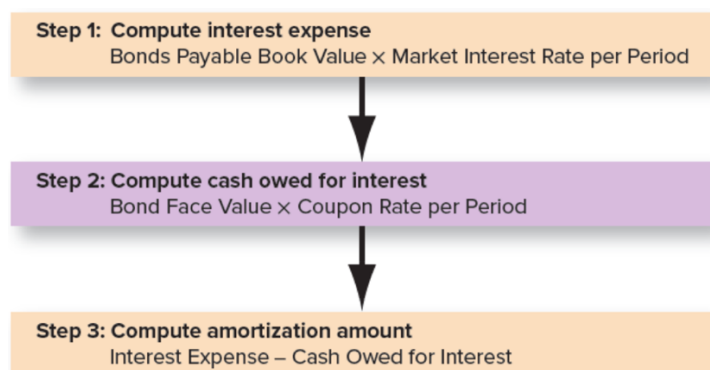 Step 1: Compute interest expense
Bonds Payable Book Value × Market Interest Rate per Period
Step 2: Compute cash owed for interest
Bond Face Value × Coupon Rate per Period
Step 3: Compute amortization amount
Interest Expense – Cash Owed for Interest